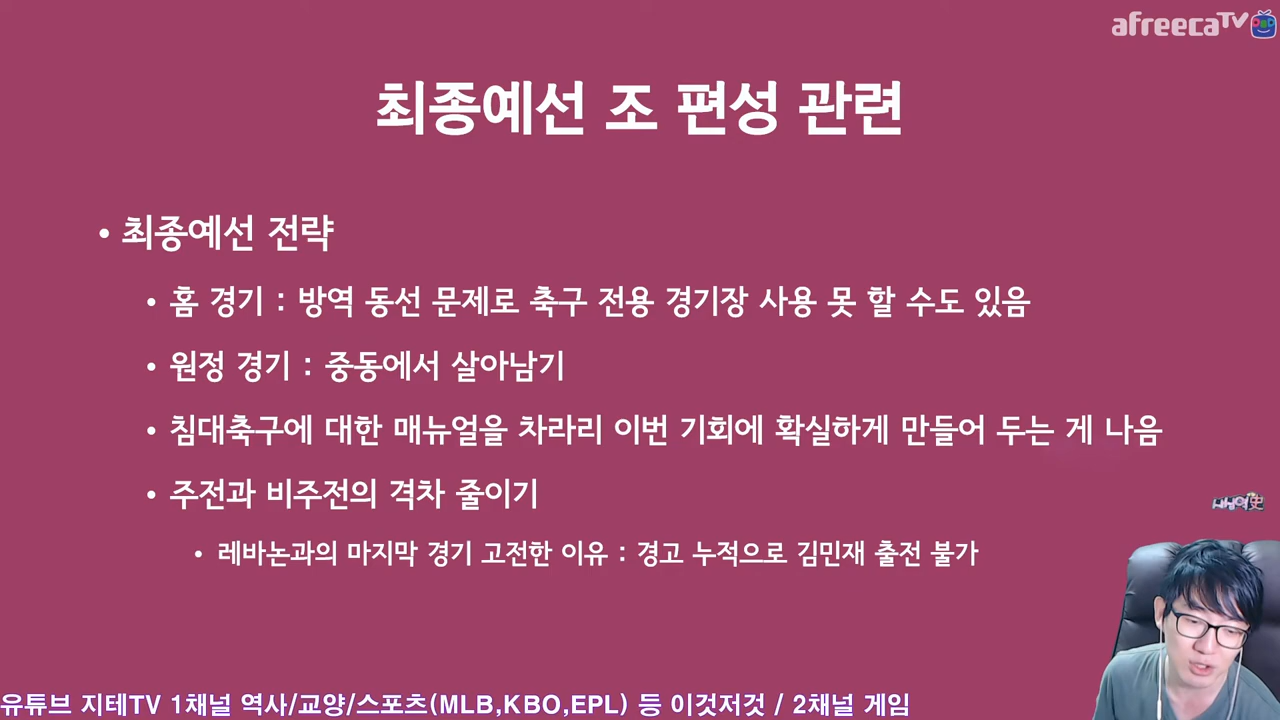 afreecaTV
최종예선 조 편성 관련
• 최종예선 전략
• 홈 경기 : 방역 동선 문제로 축구 전용 경기장 사용 못 할 수도 있음
• 원정 경기 : 중동에서 살아남기
• 침대축구에 대한 매뉴얼을 차라리 이번 기회에 확실하게 만들어 두는 게 나음
• 주전과 비주전의 격차 줄이기
• 레바논과의 마지막 경기 고전한 이유 : 경고 누적으로 김민재 출전 불가
유튜브 지테TV 1채널 역사/교양/스포츠(MLB,KBO,EPL) 등 이것저것 / 2채널 게임